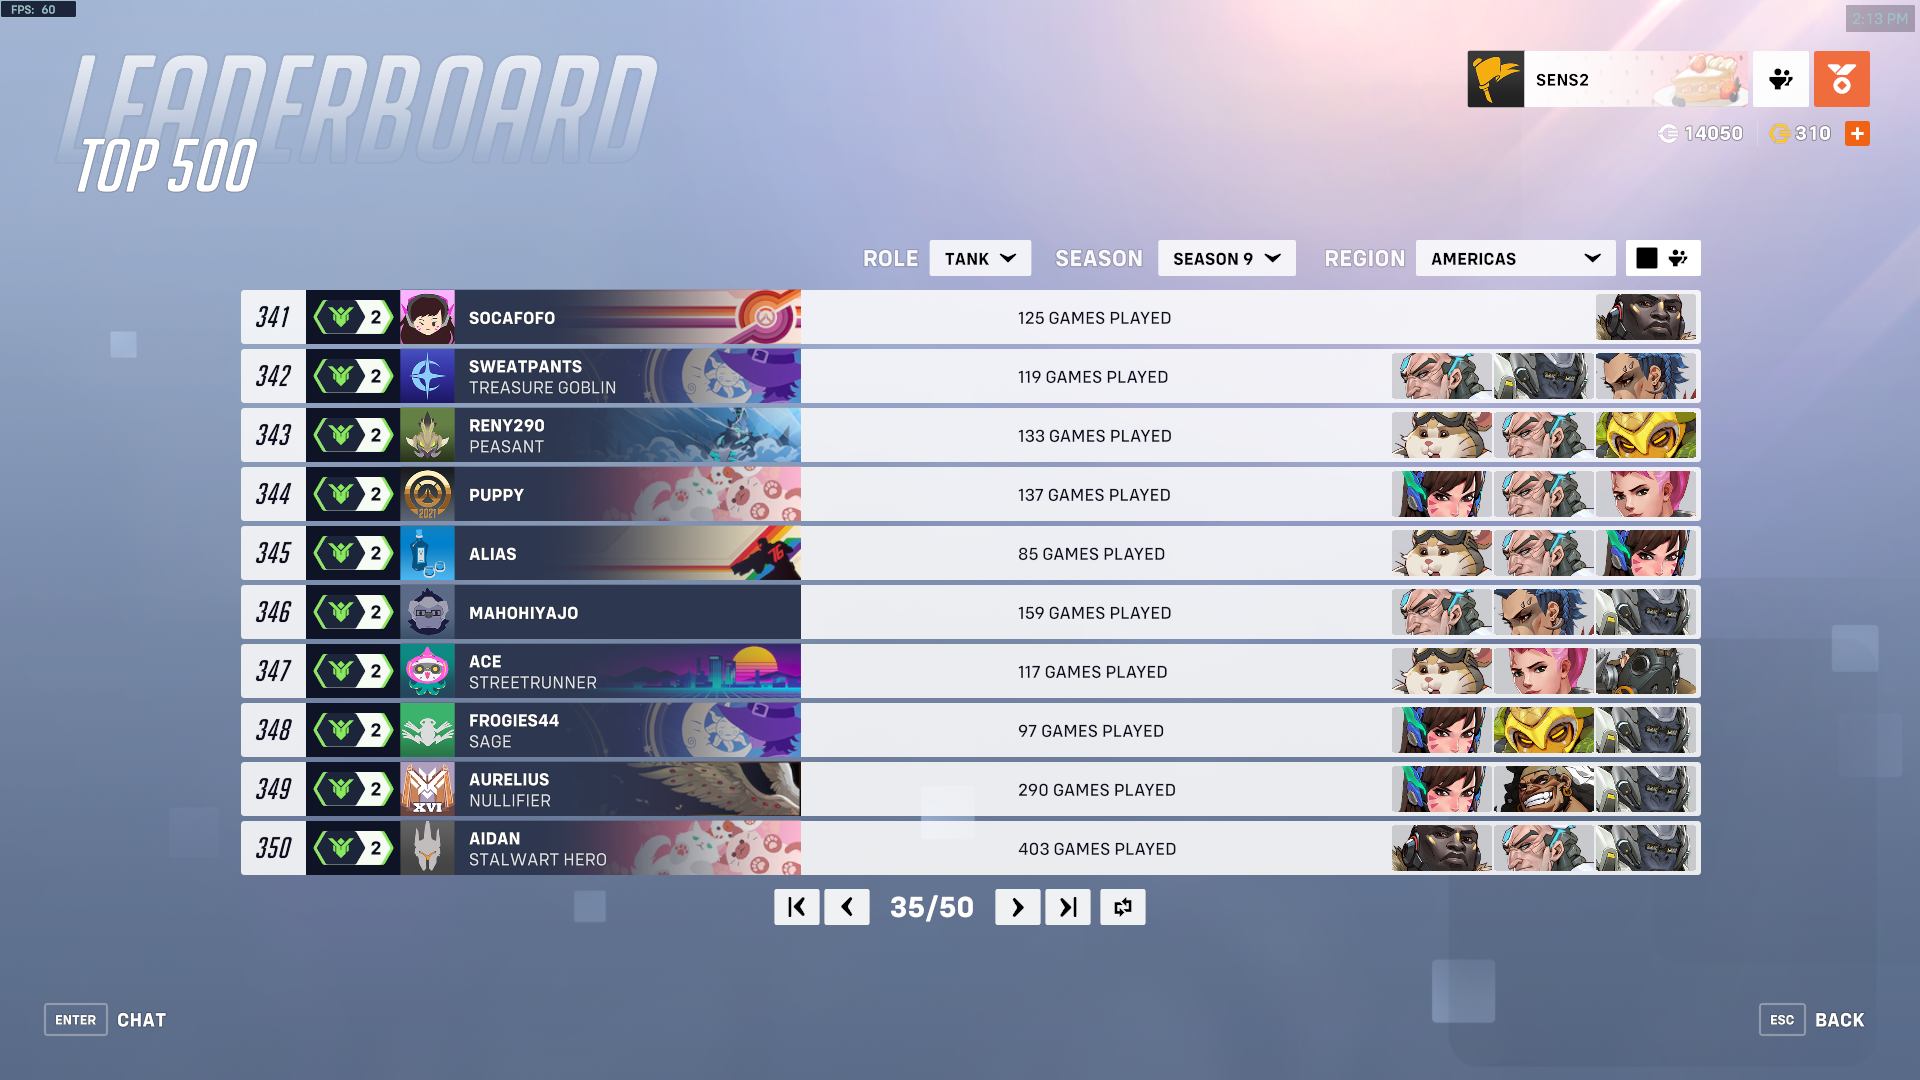 FPS: 60
2:13 PM
LEADERBOARD
TOP 500
SENS2
14050
310
ROLE TANK SEASON SEASON 9 REGION AMERICAS
341 2 SOCAFOFO 125 GAMES PLAYED
342 2 SWEATPANTS 119 GAMES PLAYED
TREASURE GOBLIN
343 2 RENY290 133 GAMES PLAYED
PEASANT
344 2021 2 PUPPY 137 GAMES PLAYED
345 2 ALIAS 76 85 GAMES PLAYED
346 2 MAHOHIYAJO 159 GAMES PLAYED
347 2 ACE 117 GAMES PLAYED
STREETRUNNER
348 2 FROGIES44 97 GAMES PLAYED
SAGE
349 2 XVI AURELIUS 290 GAMES PLAYED
NULLIFIER
350 2 AIDAN 403 GAMES PLAYED
STALWART HERO
35/50
ENTER CHAT
ESC BACK